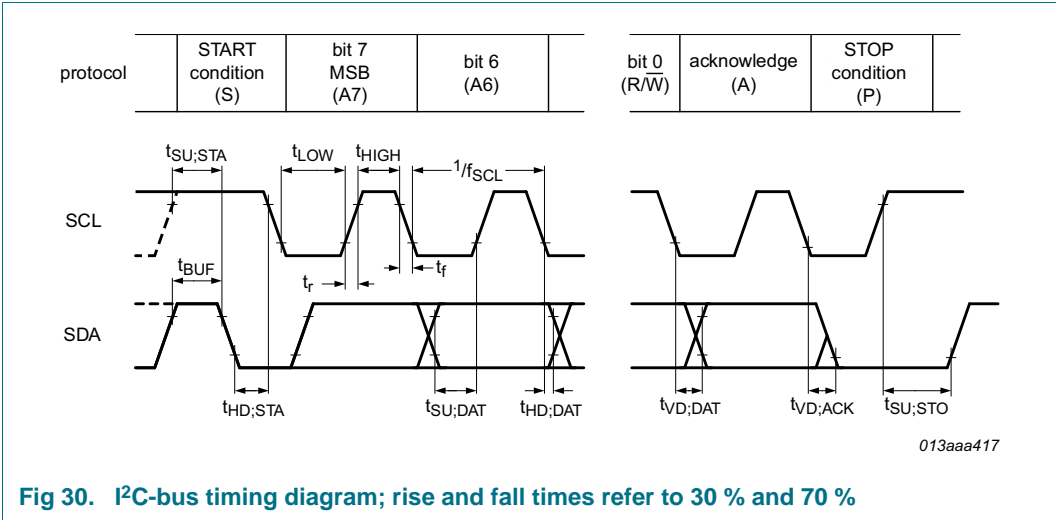 protocol
START
condition
(S)
bit 7
MSB
(A7)
bit 6
(A6)
bit 0
(R/W̅)
acknowledge
(A)
STOP
condition
(P)
tSU;STA
tLOW
tHIGH
1/fSCL
SCL
tBUF
tr
tf
SDA
tHD;STA
tSU;DAT
tHD;DAT
tVD;DAT
tVD;ACK
tSU;STO
013aaa417
Fig 30. I²C-bus timing diagram; rise and fall times refer to 30 % and 70 %